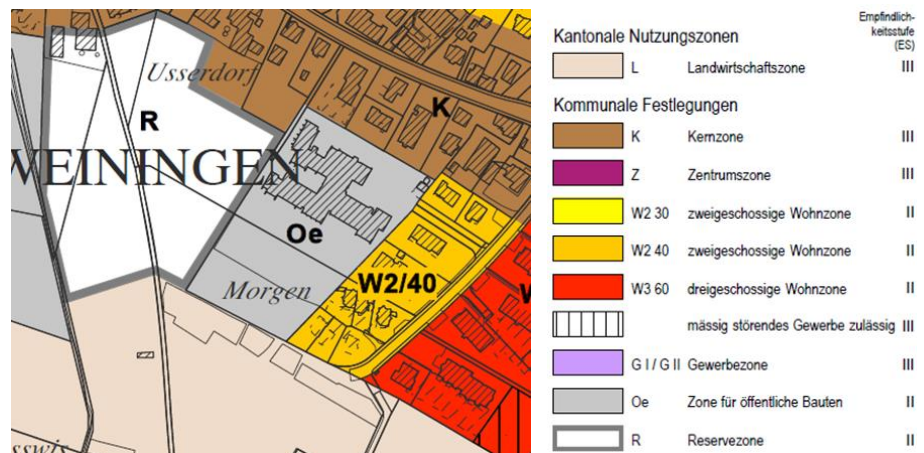 Usserdorf
K
R
WEININGEN
Oe
Morgen
W2/40
Empfindlich-
keitsstufe
(ES)
Kantonale Nutzungszonen
L Landwirtschaftszone III
Kommunale Festlegungen
K Kernzone III
Z Zentrumszone III
W2 30 zweigeschossige Wohnzone II
W2 40 zweigeschossige Wohnzone II
W3 60 dreigeschossige Wohnzone II
mässig störendes Gewerbe zulässig III
G I / G II Gewerbezone III
Oe Zone für öffentliche Bauten II
R Reservezone II